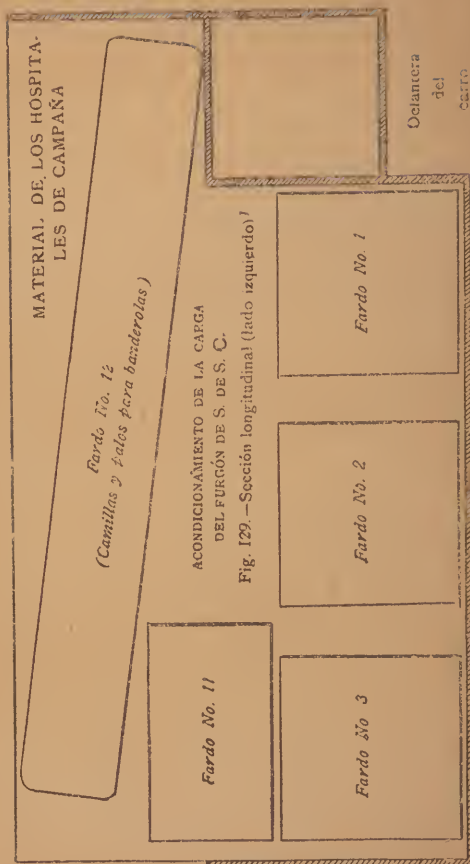 MATERIAL DE LOS HOSPITA-
LES DE CAMPAÑA
Fardo No. 12
(Camillas y palos para banderolas)
ACONDICIONAMIENTO DE LA CARGA
DEL FURGÓN DE S. DE S. C.
Fig. 129.—Sección longitudinal (lado izquierdo)¹
Fardo No. 11
Fardo No 3
Fardo No. 2
Fardo No. 1
Delantera
del
carro